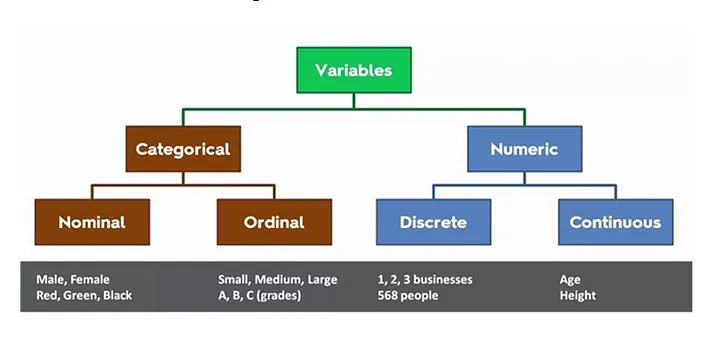 Variables
Categorical
Numeric
Nominal
Ordinal
Discrete
Continuous
Male, Female
Red, Green, Black
Small, Medium, Large
A, B, C (grades)
1, 2, 3 businesses
568 people
Age
Height